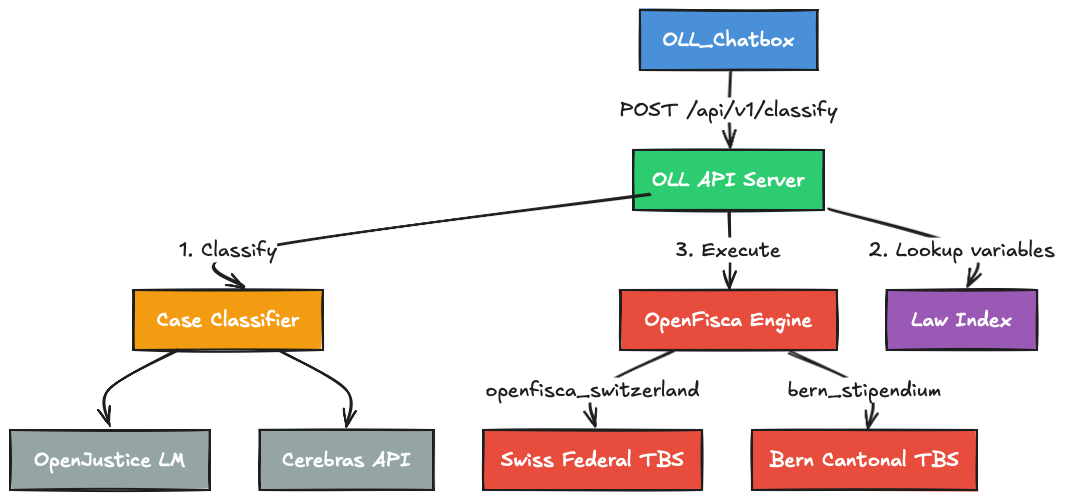 OLL_Chatbox
POST /api/v1/classify
OLL API Server
1. Classify
3. Execute
2. Lookup variables
Case Classifier
OpenFisca Engine
Law Index
openfisca_switzerland
bern_stipendium
OpenJustice LM
Cerebras API
Swiss Federal TBS
Bern Cantonal TBS